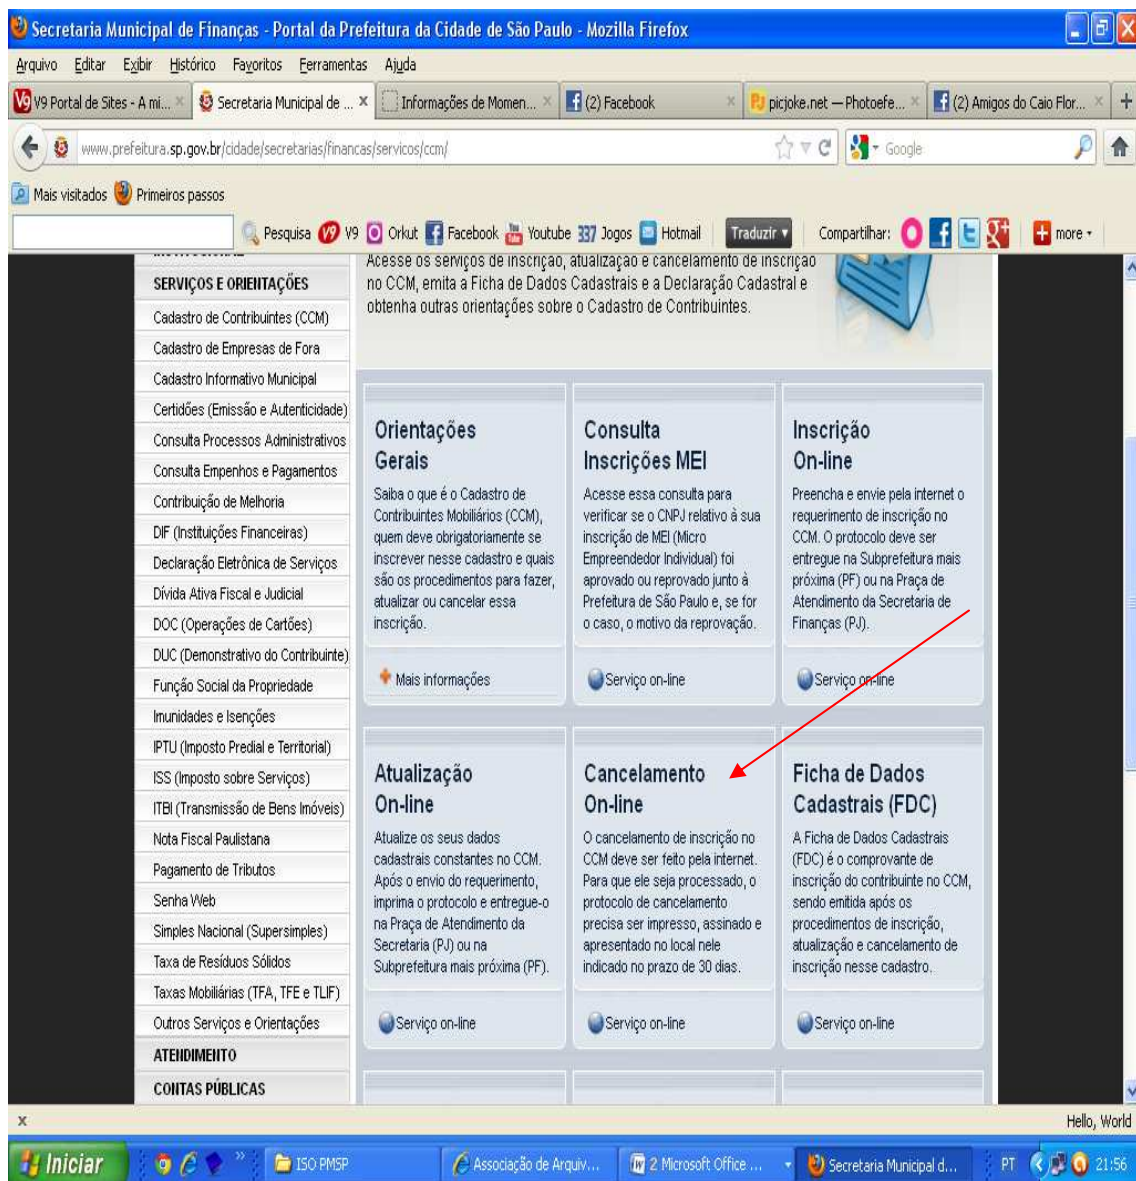 Secretaria Municipal de Finanças - Portal da Prefeitura da Cidade de São Paulo - Mozilla Firefox
Arquivo Editar Exibir Histórico Favoritos Ferramentas Ajuda
V9 Portal de Sites - A mi... Secretaria Municipal de ... Informações de Momen... (2) Facebook picjoke.net — Photoefe... (2) Amigos do Caio Flor...
www.prefeitura.sp.gov.br/cidade/secretarias/financas/servicos/ccm/ Google
Mais visitados Primeiros passos
Pesquisa V9 Orkut Facebook Youtube 337 Jogos Hotmail Traduzir Compartilhar: more
SERVIÇOS E ORIENTAÇÕES
Cadastro de Contribuintes (CCM)
Cadastro de Empresas de Fora
Cadastro Informativo Municipal
Certidões (Emissão e Autenticidade)
Consulta Processos Administrativos
Consulta Empenhos e Pagamentos
Contribuição de Melhoria
DIF (Instituições Financeiras)
Declaração Eletrônica de Serviços
Dívida Ativa Fiscal e Judicial
DOC (Operações de Cartões)
DUC (Demonstrativo do Contribuinte)
Função Social da Propriedade
Imunidades e Isenções
IPTU (Imposto Predial e Territorial)
ISS (Imposto sobre Serviços)
ITBI (Transmissão de Bens Imóveis)
Nota Fiscal Paulistana
Pagamento de Tributos
Senha Web
Simples Nacional (Supersimples)
Taxa de Resíduos Sólidos
Taxas Mobiliárias (TFA, TFE e TLIF)
Outros Serviços e Orientações
ATENDIMENTO
CONTAS PÚBLICAS
Acesse os serviços de inscrição, atualização e cancelamento de inscrição
no CCM, emita a Ficha de Dados Cadastrais e a Declaração Cadastral e
obtenha outras orientações sobre o Cadastro de Contribuintes.
Orientações
Gerais
Saiba o que é o Cadastro de
Contribuintes Mobiliários (CCM),
quem deve obrigatoriamente se
inscrever nesse cadastro e quais
são os procedimentos para fazer,
atualizar ou cancelar essa
inscrição.
Mais informações
Consulta
Inscrições MEI
Acesse essa consulta para
verificar se o CNPJ relativo à sua
inscrição de MEI (Micro
Empreendedor Individual) foi
aprovado ou reprovado junto à
Prefeitura de São Paulo e, se for
o caso, o motivo da reprovação.
Serviço on-line
Inscrição
On-line
Preencha e envie pela internet o
requerimento de inscrição no
CCM. O protocolo deve ser
entregue na Subprefeitura mais
próxima (PF) ou na Praça de
Atendimento da Secretaria de
Finanças (PJ).
Serviço on-line
Atualização
On-line
Atualize os seus dados
cadastrais constantes no CCM.
Após o envio do requerimento,
imprima o protocolo e entregue-o
na Praça de Atendimento da
Secretaria (PJ) ou na
Subprefeitura mais próxima (PF).
Serviço on-line
Cancelamento
On-line
O cancelamento de inscrição no
CCM deve ser feito pela internet.
Para que ele seja processado, o
protocolo de cancelamento
precisa ser impresso, assinado e
apresentado no local nele
indicado no prazo de 30 dias.
Serviço on-line
Ficha de Dados
Cadastrais (FDC)
A Ficha de Dados Cadastrais
(FDC) é o comprovante de
inscrição do contribuinte no CCM,
sendo emitida após os
procedimentos de inscrição,
atualização e cancelamento de
inscrição nesse cadastro.
Serviço on-line
x Hello, World
Iniciar ISO PMSP Associação de Arquiv... 2 Microsoft Office ... Secretaria Municipal d... PT 21:56